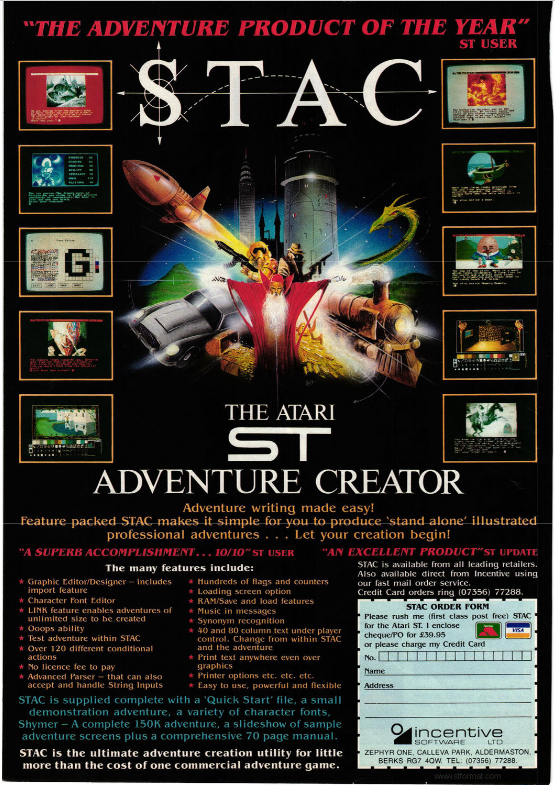 "THE ADVENTURE PRODUCT OF THE YEAR"
ST USER
STAC
THE ATARI
ST
ADVENTURE CREATOR
Adventure writing made easy!
Feature packed STAC makes it simple for you to produce 'stand alone' illustrated
professional adventures . . . Let your creation begin!
"A SUPERB ACCOMPLISHMENT . . . 10/10" ST USER
"AN EXCELLENT PRODUCT" ST UPDATE
The many features include:
★ Graphic Editor/Designer – includes
import feature
★ Character Font Editor
★ LINK feature enables adventures of
unlimited size to be created
★ Ooops ability
★ Test adventure within STAC
★ Over 120 different conditional
actions
★ No licence fee to pay
★ Advanced Parser – that can also
accept and handle String Inputs
★ Hundreds of flags and counters
★ Loading screen option
★ RAM/Save and load features
★ Music in messages
★ Synonym recognition
★ 40 and 80 column text under player
control. Change from within STAC
and the adventure
★ Print text anywhere even over
graphics
★ Printer options etc. etc. etc.
★ Easy to use, powerful and flexible
STAC is supplied complete with a 'Quick Start' file, a small
demonstration adventure, a variety of character fonts,
Shymer – A complete 150K adventure, a slideshow of sample
adventure screens plus a comprehensive 70 page manual.
STAC is the ultimate adventure creation utility for little
more than the cost of one commercial adventure game.
STAC is available from all leading retailers.
Also available direct from Incentive using
our fast mail order service.
Credit Card orders ring (07356) 77288.
STAC ORDER FORM
Please rush me (first class post free) STAC
for the Atari ST. I enclose
cheque/PO for £39.95
or please charge my Credit Card
VISA
No.
Name
Address
incentive
SOFTWARE LTD
ZEPHYR ONE, CALLEVA PARK, ALDERMASTON,
BERKS RG7 4QW. TEL: (07356) 77288.
www.stformat.com